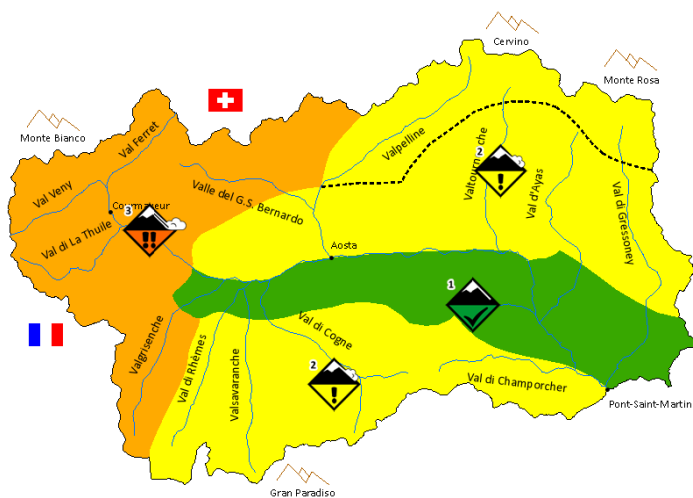 Cervino
Monte Rosa
Monte Bianco
Val Ferret
Valpelline
2
Valtournenche
Val d'Ayas
Val Veny
Valle del G.S. Bernardo
Val di Gressoney
Courmayeur
3
Val di La Thuile
Aosta
1
Valgrisenche
Val di Rhêmes
Valsavaranche
Val di Cogne
2
Val di Champorcher
Pont-Saint-Martin
Gran Paradiso